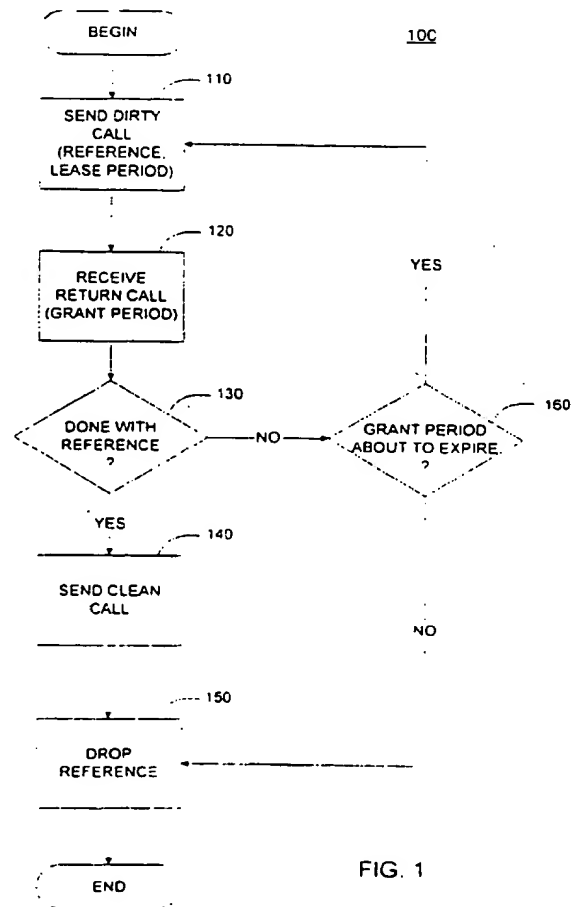 BEGIN
100
110
SEND DIRTY
CALL
(REFERENCE,
LEASE PERIOD)
120
RECEIVE
RETURN CALL
(GRANT PERIOD)
YES
130
DONE WITH
REFERENCE
?
NO
160
GRANT PERIOD
ABOUT TO EXPIRE
?
YES
140
SEND CLEAN
CALL
NO
150
DROP
REFERENCE
END
FIG. 1